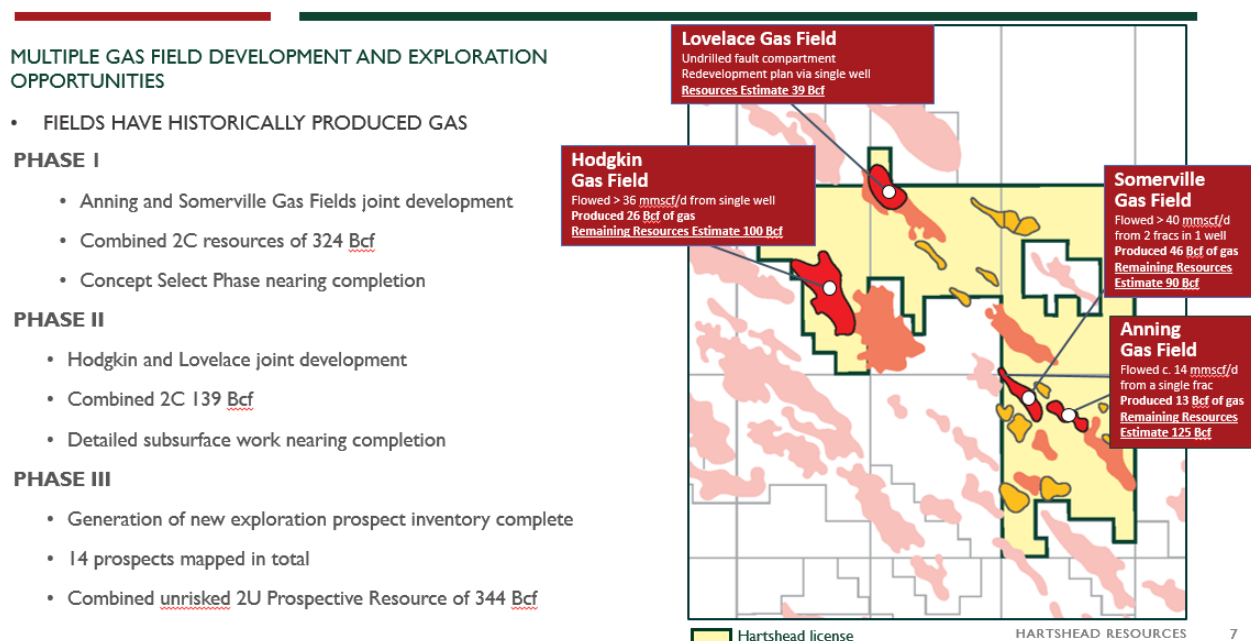 MULTIPLE GAS FIELD DEVELOPMENT AND EXPLORATION
OPPORTUNITIES
• FIELDS HAVE HISTORICALLY PRODUCED GAS
PHASE I
• Anning and Somerville Gas Fields joint development
• Combined 2C resources of 324 Bcf
• Concept Select Phase nearing completion
PHASE II
• Hodgkin and Lovelace joint development
• Combined 2C 139 Bcf
• Detailed subsurface work nearing completion
PHASE III
• Generation of new exploration prospect inventory complete
• 14 prospects mapped in total
• Combined unrisked 2U Prospective Resource of 344 Bcf
Lovelace Gas Field
Undrilled fault compartment
Redevelopment plan via single well
Resources Estimate 39 Bcf
Hodgkin
Gas Field
Flowed > 36 mmscf/d from single well
Produced 26 Bcf of gas
Remaining Resources Estimate 100 Bcf
Somerville
Gas Field
Flowed > 40 mmscf/d
from 2 fracs in 1 well
Produced 46 Bcf of gas
Remaining Resources
Estimate 90 Bcf
Anning
Gas Field
Flowed c. 14 mmscf/d
from a single frac
Produced 13 Bcf of gas
Remaining Resources
Estimate 125 Bcf
Hartshead license
HARTSHEAD RESOURCES 7